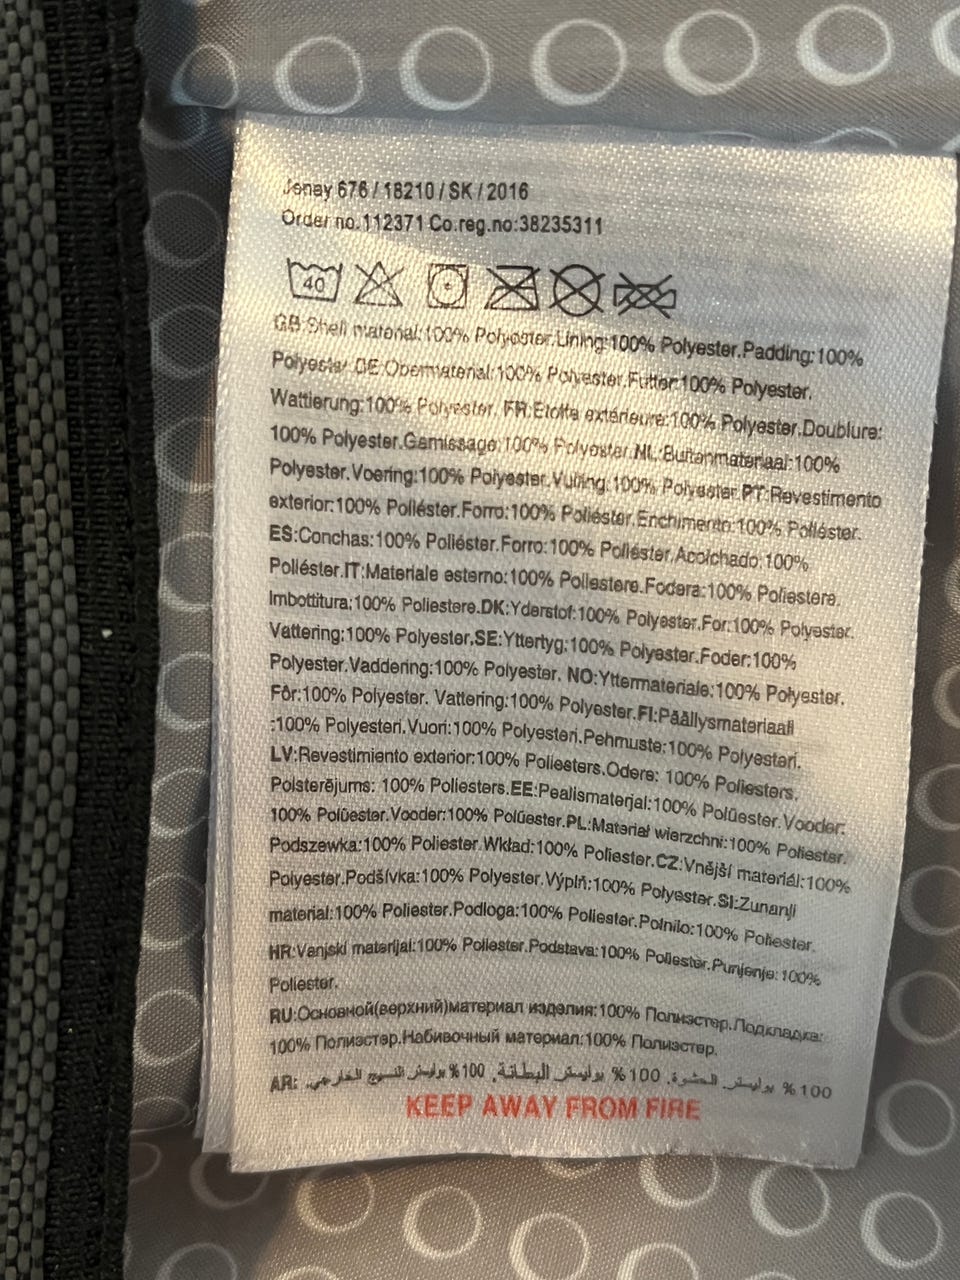 Jenay 676 / 18210 / SK / 2016
Order no.112371 Co.reg.no:38235311
40
GB:Shell material:100% Polyester.Lining:100% Polyester.Padding:100%
Polyester DE:Obermaterial:100% Polyester.Futter:100% Polyester.
Wattierung:100% Polyester. FR:Etoffe extérieure:100% Polyester.Doublure:
100% Polyester.Garnissage:100% Polyester.NL:Buitanmateriaal:100%
Polyester.Voering:100% Polyester.Vulling:100% Polyester.PT:Revestimento
exterior:100% Poliéster.Forro:100% Poliéster.Enchimento:100% Poliéster.
ES:Conchas:100% Poliéster.Forro:100% Poliéster.Acolchado:100%
Poliéster.IT:Materiale esterno:100% Poliestere.Fodera:100% Poliestere.
Imbottitura:100% Poliestere.DK:Yderstof:100% Polyester.For:100% Polyester.
Vattering:100% Polyester.SE:Yttertyg:100% Polyester.Foder:100%
Polyester.Vaddering:100% Polyester. NO:Yttermateriale:100% Polyester.
Fôr:100% Polyester. Vattering:100% Polyester.FI:Päällysmateriaali
:100% Polyesteri.Vuori:100% Polyesteri.Pehmuste:100% Polyesteri.
LV:Revestimiento exterior:100% Poliesters.Odere: 100% Poliesters.
Polsterējums: 100% Poliesters.EE:Pealismaterjal:100% Polüester.Vooder:
100% Polüester.Vooder:100% Polüester.PL:Materiał wierzchni:100% Poliester.
Podszewka:100% Poliester.Wkład:100% Poliester.CZ:Vnější materiál:100%
Polyester.Podšívka:100% Polyester.Výplň:100% Polyester.SI:Zunanji
material:100% Poliester.Podloga:100% Poliester.Polnilo:100% Poliester.
HR:Vanjski materijal:100% Poliester.Podstava:100% Poliester.Punjenje:100%
Poliester.
RU:Основной(верхний)материал изделия:100% Полиэстер.Подкладка:
100% Полиэстер.Набивочный материал:100% Полиэстер.
AR: النسيج الخارجي. 100% بوليستر البطانة. 100% بوليستر الحشوة. 100% بوليستر
KEEP AWAY FROM FIRE